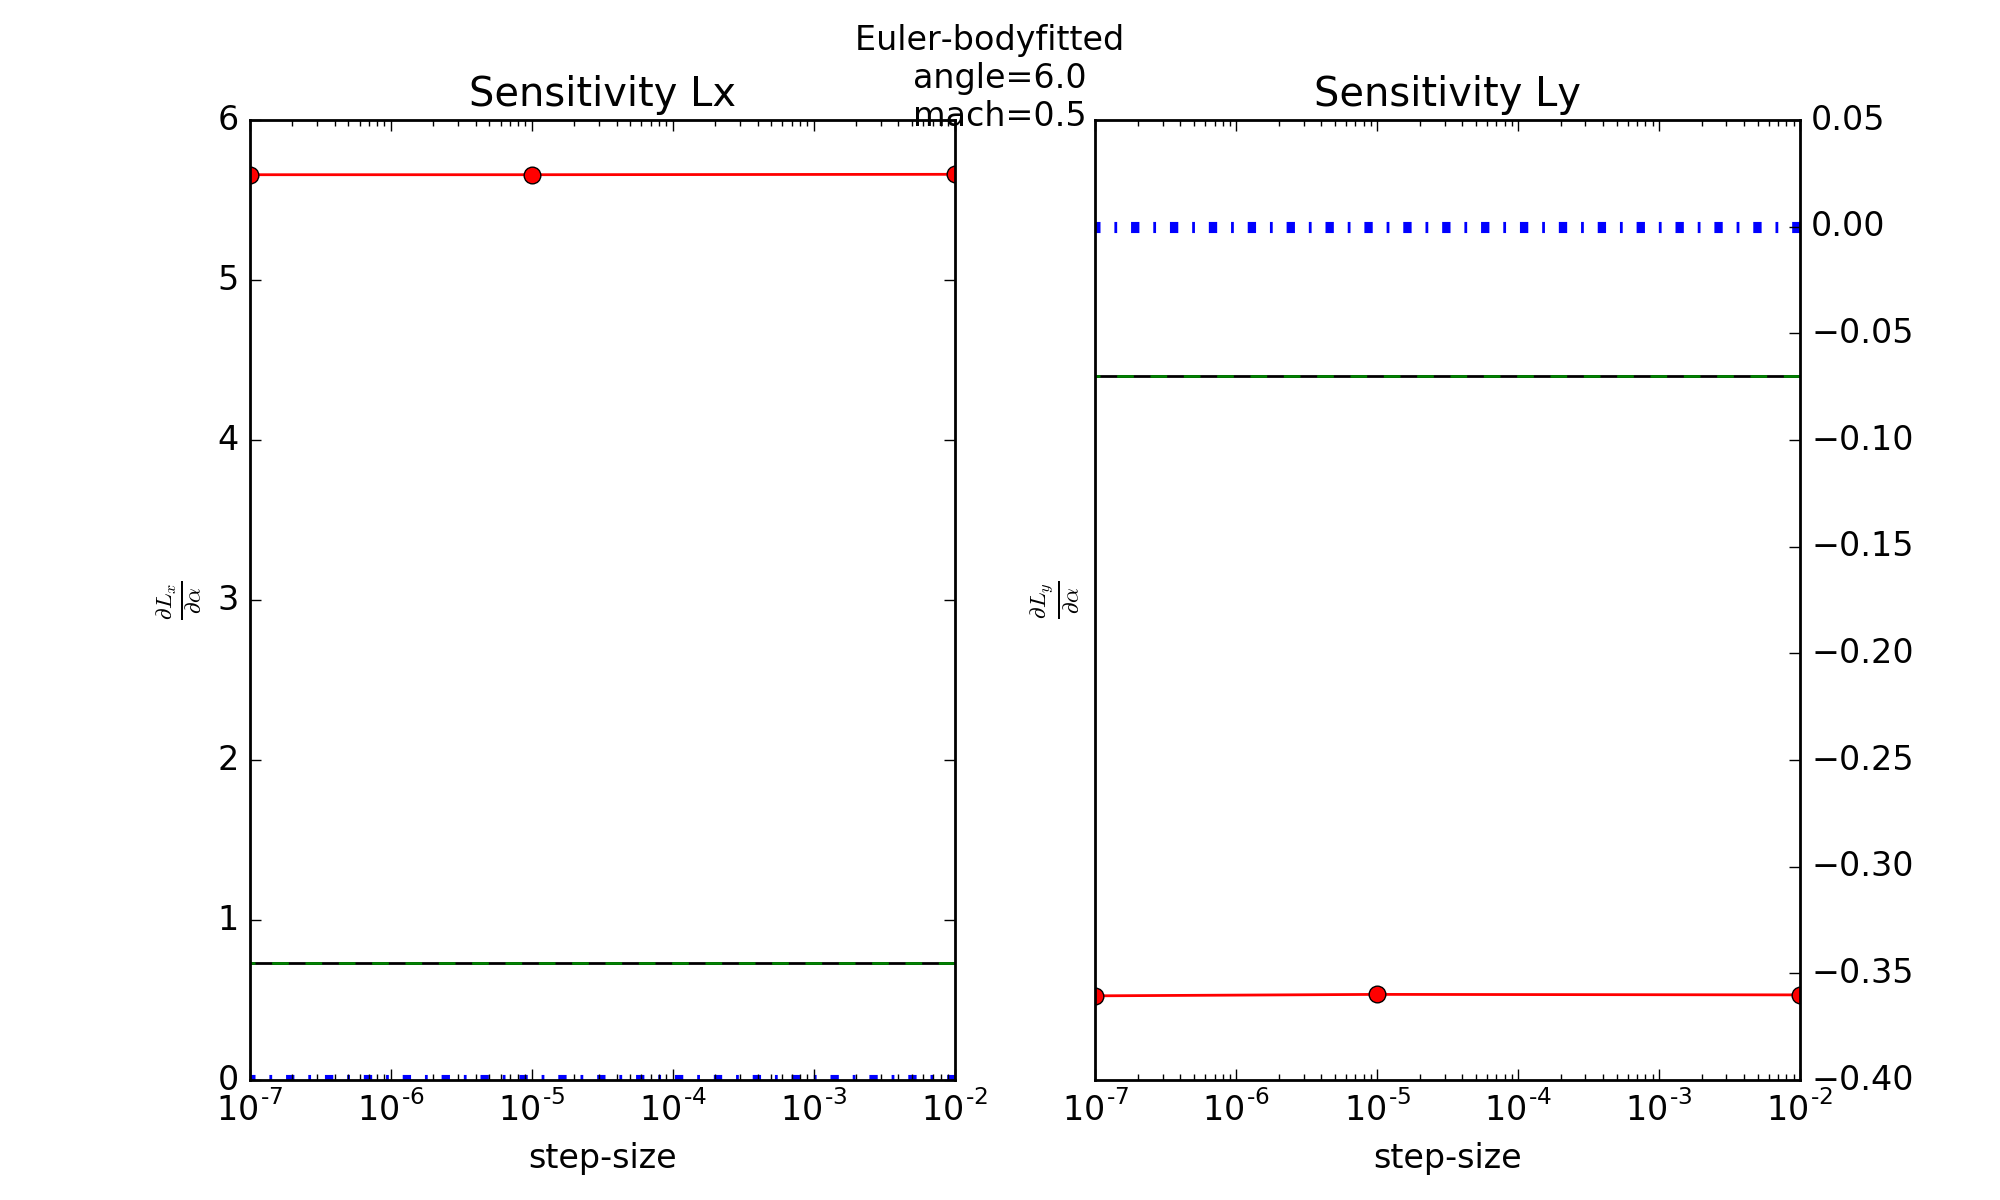 Euler-bodyfitted
angle=6.0
mach=0.5
Sensitivity Lx
6
5
4
3
2
1
0
∂Lₓ/∂α
10⁻⁷ 10⁻⁶ 10⁻⁵ 10⁻⁴ 10⁻³ 10⁻²
step-size
Sensitivity Ly
∂L_y/∂α
0.05
0.00
−0.05
−0.10
−0.15
−0.20
−0.25
−0.30
−0.35
−0.40
10⁻⁷ 10⁻⁶ 10⁻⁵ 10⁻⁴ 10⁻³ 10⁻²
step-size